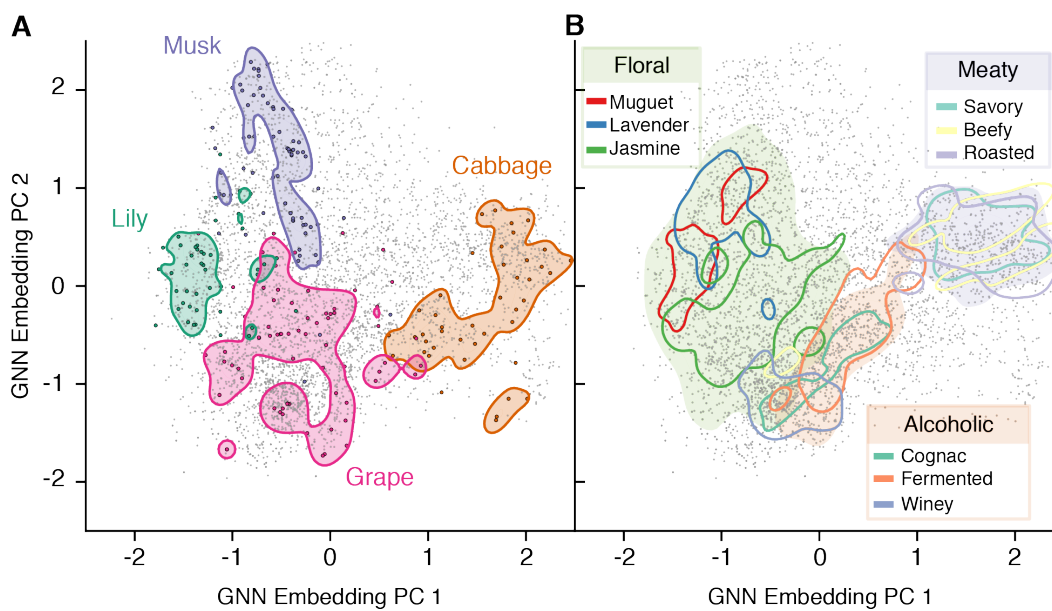 A
B
Musk
Cabbage
Lily
Grape
2
1
0
-1
-2
GNN Embedding PC 2
-2
-1
0
1
2
GNN Embedding PC 1
Floral
Muguet
Lavender
Jasmine
Meaty
Savory
Beefy
Roasted
Alcoholic
Cognac
Fermented
Winey
-2
-1
0
1
2
GNN Embedding PC 1